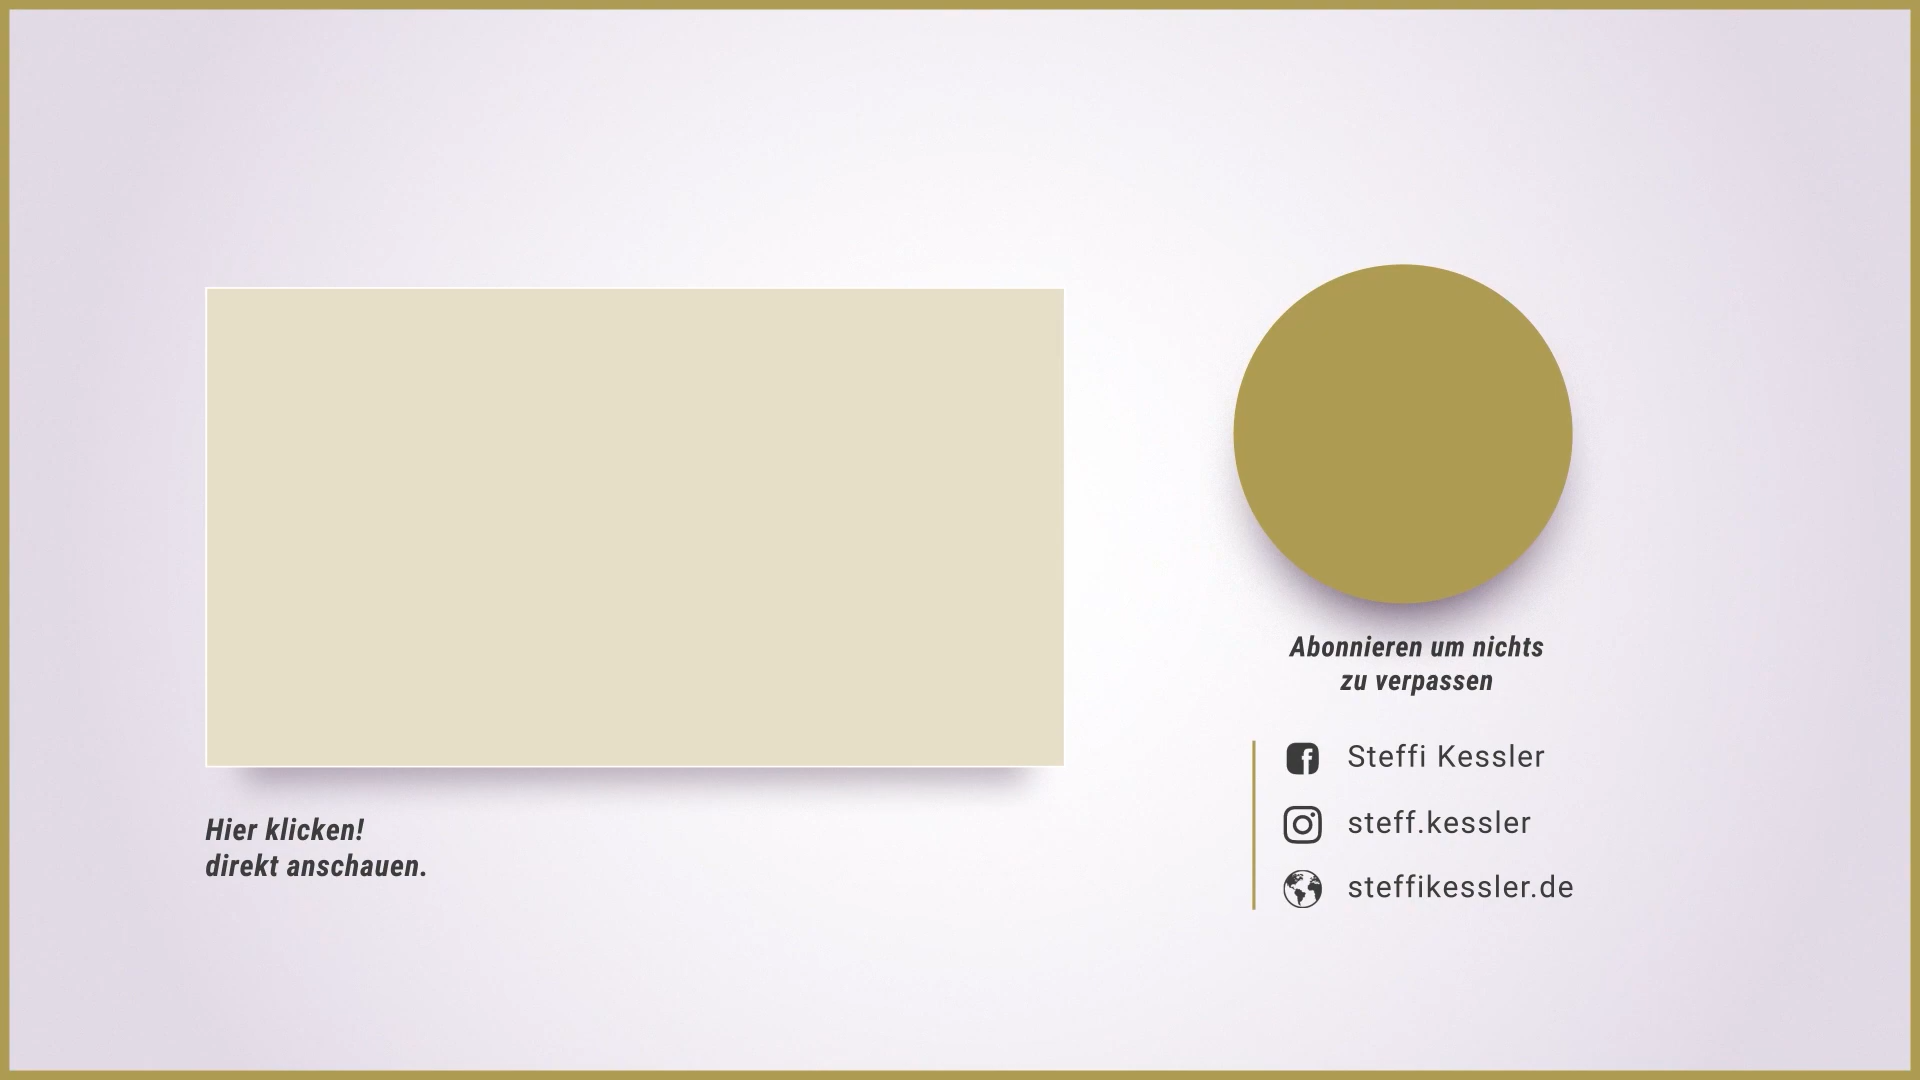 Hier klicken!
direkt anschauen.
Abonnieren um nichts
zu verpassen
Steffi Kessler
steff.kessler
steffikessler.de